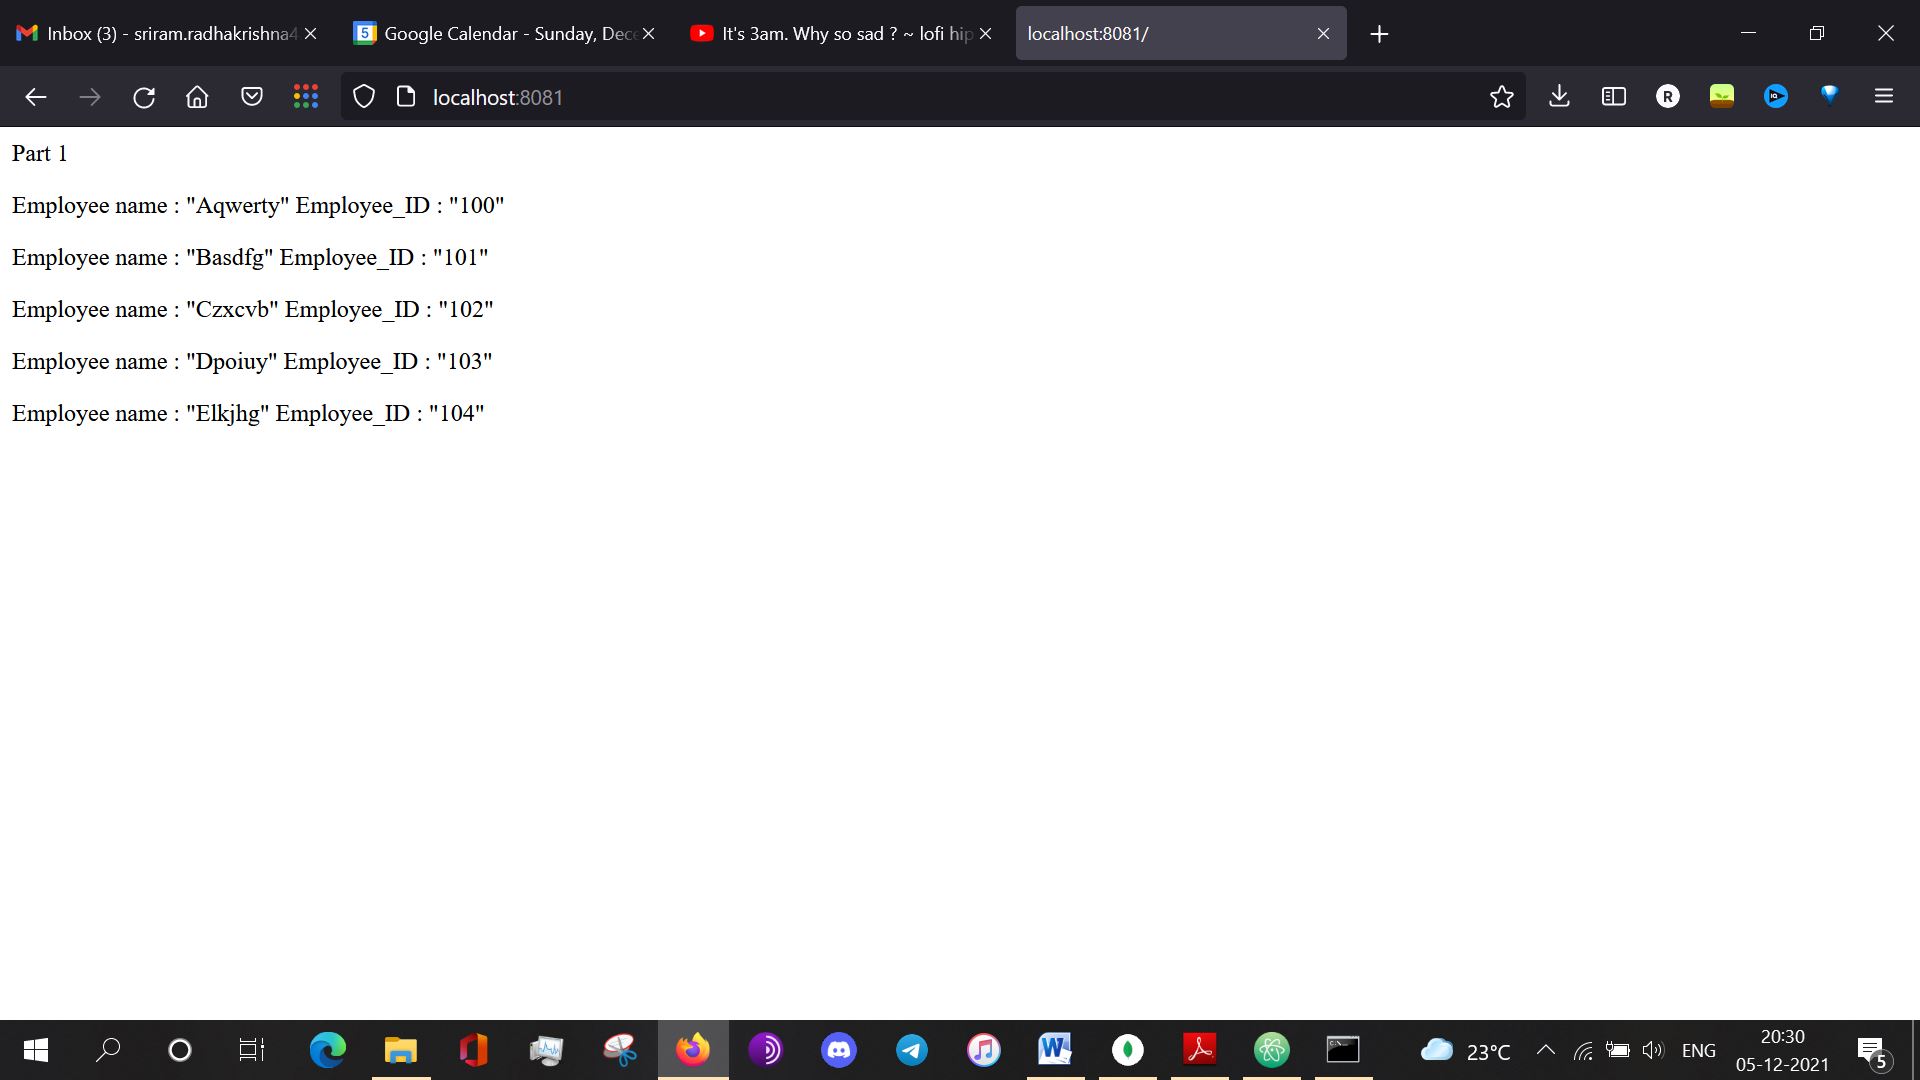 Inbox (3) - sriram.radhakrishna4
Google Calendar - Sunday, Dece
It's 3am. Why so sad ? ~ lofi hip
localhost:8081/
localhost:8081
Part 1
Employee name : "Aqwerty" Employee_ID : "100"
Employee name : "Basdfg" Employee_ID : "101"
Employee name : "Czxcvb" Employee_ID : "102"
Employee name : "Dpoiuy" Employee_ID : "103"
Employee name : "Elkjhg" Employee_ID : "104"
23°C
ENG
20:30
05-12-2021
5